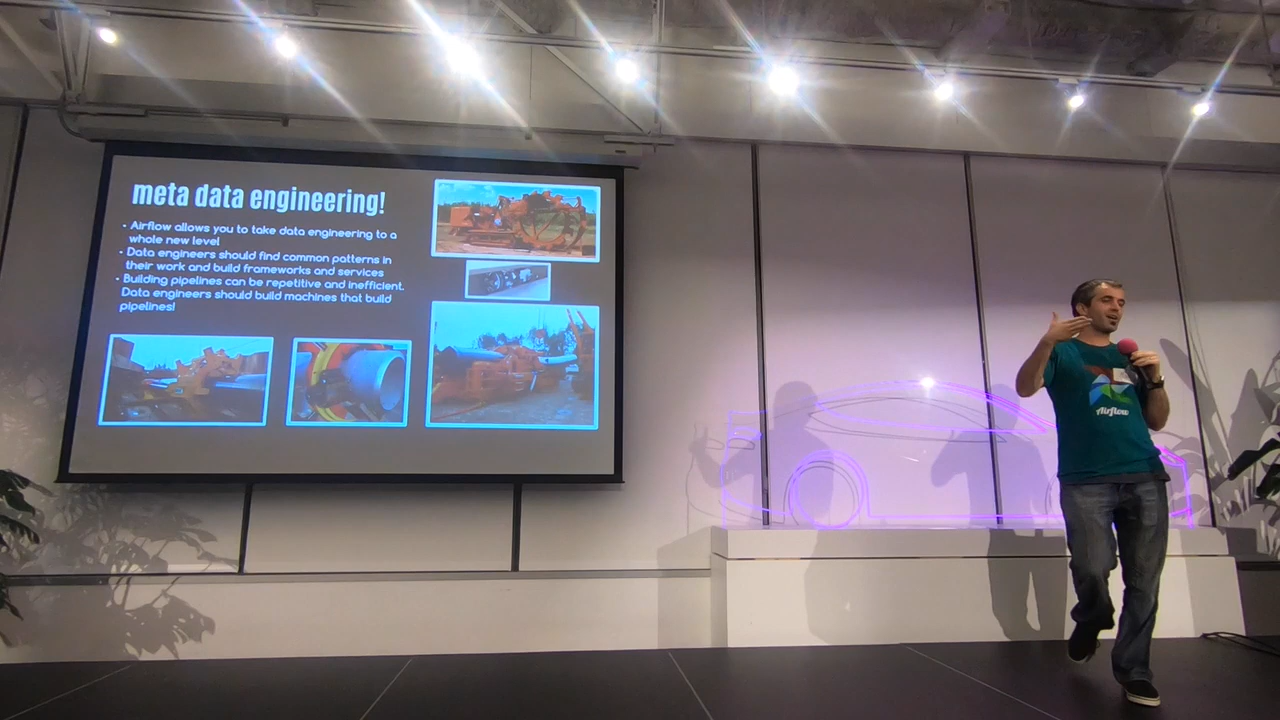 meta data engineering!
- Airflow allows you to take data engineering to a
whole new level
- Data engineers should find common patterns in
their work and build frameworks and services
- Building pipelines can be repetitive and inefficient.
Data engineers should build machines that build
pipelines!
Airflow